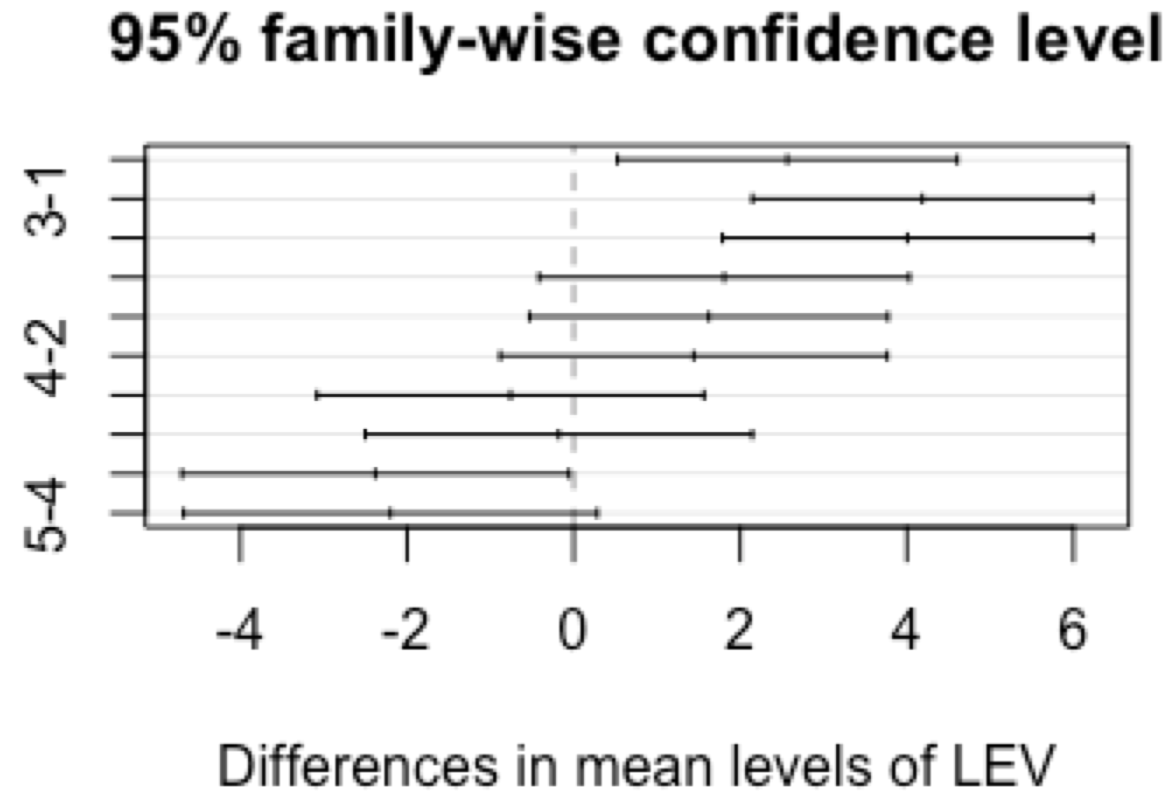 95% family-wise confidence level
3-1
4-2
5-4
-4 -2 0 2 4 6
Differences in mean levels of LEV